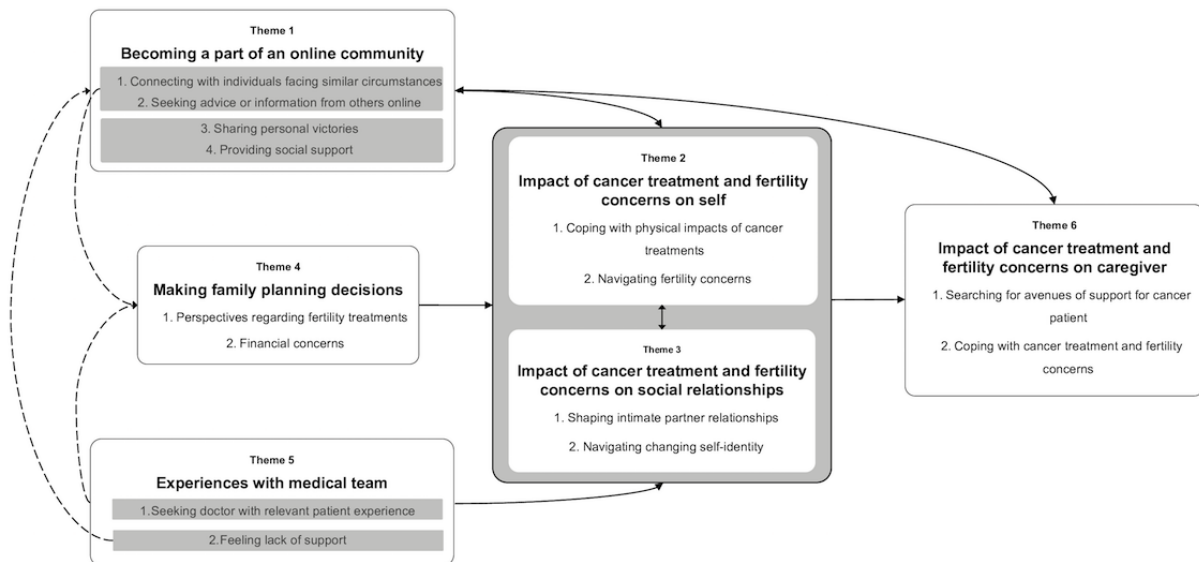 Theme 1
Becoming a part of an online community
1. Connecting with individuals facing similar circumstances
2. Seeking advice or information from others online
3. Sharing personal victories
4. Providing social support
Theme 2
Impact of cancer treatment and fertility
concerns on self
1. Coping with physical impacts of cancer
treatments
2. Navigating fertility concerns
Theme 3
Impact of cancer treatment and fertility
concerns on social relationships
1. Shaping intimate partner relationships
2. Navigating changing self-identity
Theme 4
Making family planning decisions
1. Perspectives regarding fertility treatments
2. Financial concerns
Theme 5
Experiences with medical team
1.Seeking doctor with relevant patient experience
2.Feeling lack of support
Theme 6
Impact of cancer treatment and
fertility concerns on caregiver
1. Searching for avenues of support for cancer
patient
2. Coping with cancer treatment and fertility
concerns